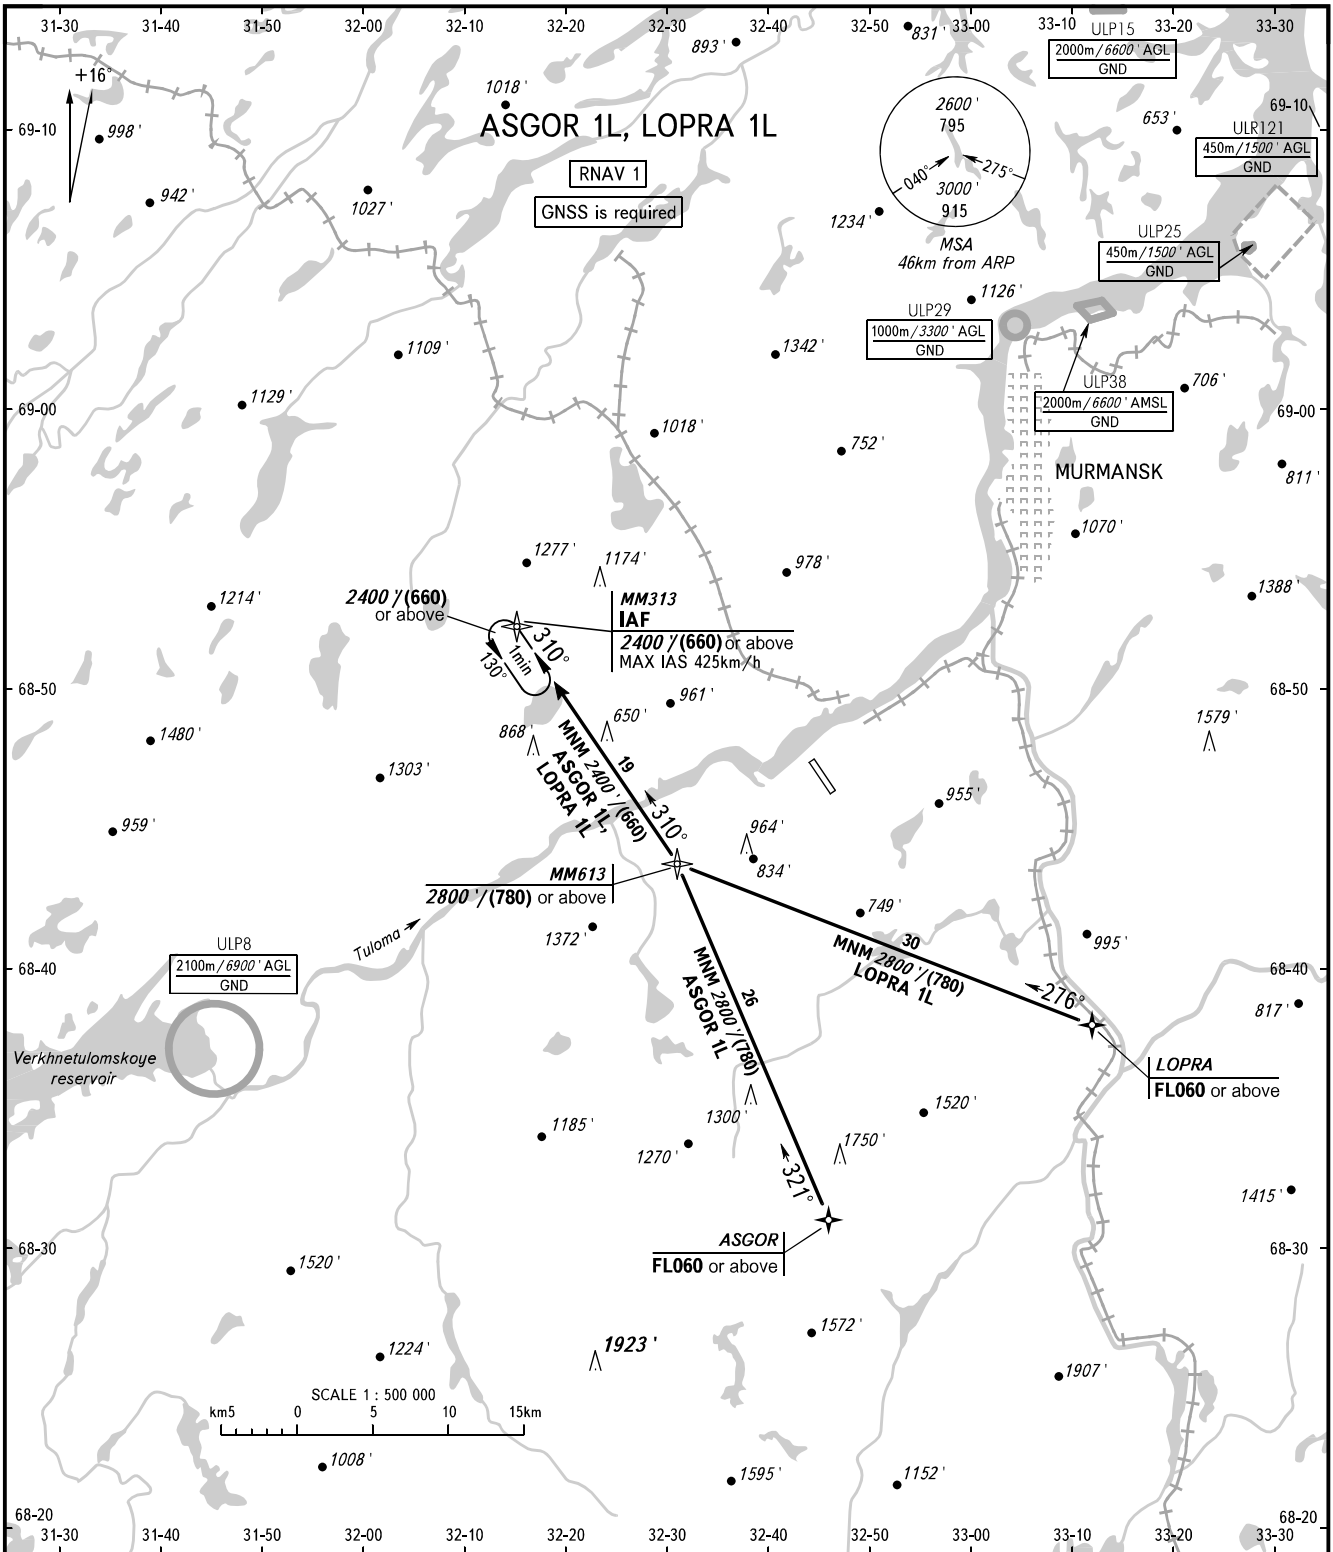 31-30 31-40 31-50 32-00 32-10 32-20 32-30 32-40 32-50 33-00 33-10 33-20 33-30
893 '
831'
ULP15
2000m/6600' AGL
GND
+16°
1018 '
ASGOR 1L, LOPRA 1L
RNAV 1
GNSS is required
2600 '
795
040°
275°
3000 '
915
MSA
46km from ARP
69-10
69-10
998 '
653 '
ULR121
450m/1500' AGL
GND
942 '
1027 '
1234 '
ULP25
450m/1500' AGL
GND
1126 '
ULP29
1000m/3300' AGL
GND
1109 '
1342 '
ULP38
2000m/6600' AMSL
GND
706 '
1129 '
69-00
69-00
1018 '
752 '
MURMANSK
811 '
1070 '
1277 '
1174 '
978 '
1388 '
1214 '
2400 '/(660)
or above
MM313
IAF
2400 '/(660) or above
MAX IAS 425km/h
310°
1min
130°
68-50
68-50
961 '
650 '
868 '
1579 '
1480 '
1303 '
19
MNM 2400 '/(660)
ASGOR 1L,
LOPRA 1L
310°
959 '
955 '
964 '
834 '
MM613
2800 '/(780) or above
749 '
1372 '
995 '
Tuloma
ULP8
2100m/6900' AGL
GND
30
MNM 2800 '/(780)
LOPRA 1L
276°
26
MNM 2800 '/(780)
ASGOR 1L
68-40
68-40
817 '
Verkhnetulomskoye
reservoir
LOPRA
FL060 or above
1300 '
1520 '
1185 '
1270 '
1750 '
321°
1415 '
ASGOR
FL060 or above
68-30
68-30
1520 '
1572 '
1923 '
1224 '
1907 '
SCALE 1 : 500 000
km5 0 5 10 15km
1008 '
1595 '
1152 '
68-20
68-20
31-30 31-40 31-50 32-00 32-10 32-20 32-30 32-40 32-50 33-00 33-10 33-20 33-30